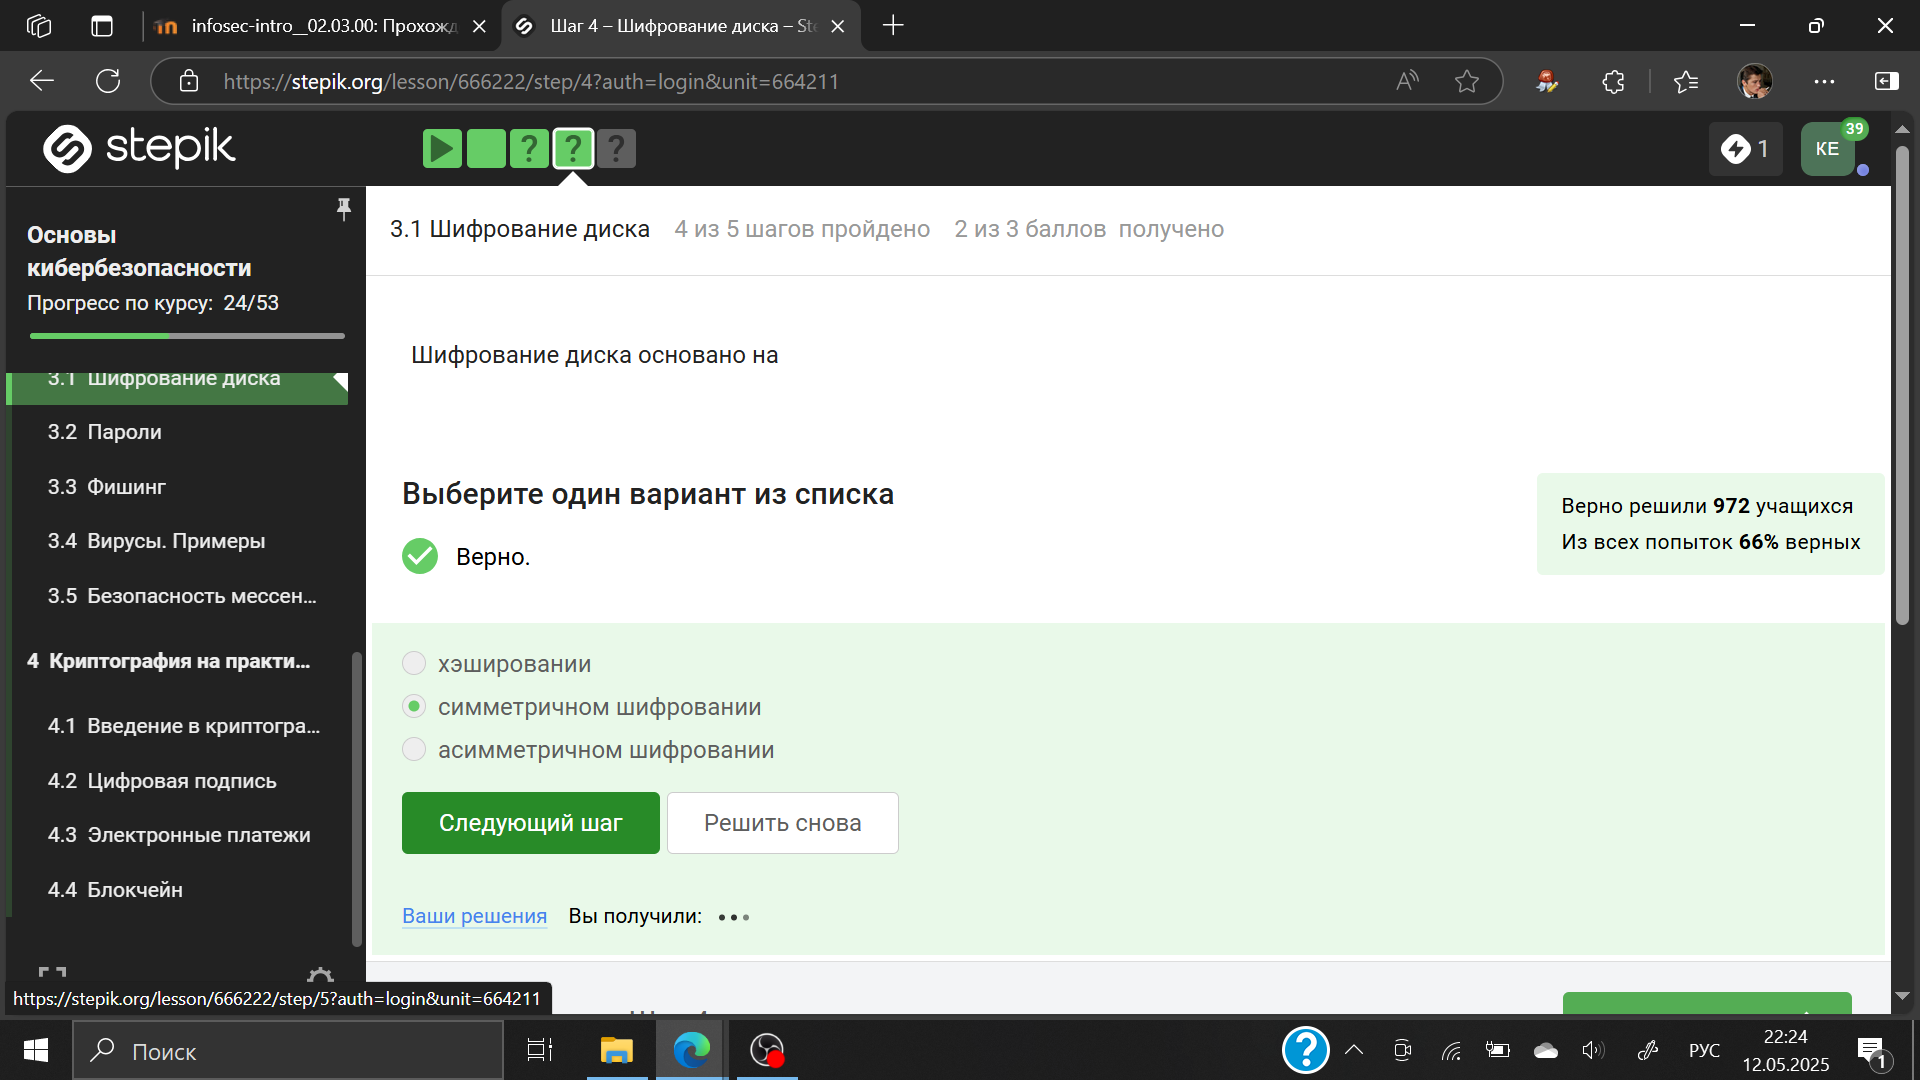 infosec-intro__02.03.00: Прохожд
Шаг 4 – Шифрование диска – Ste
https://stepik.org/lesson/666222/step/4?auth=login&unit=664211
stepik
? ? ?
1
KE
39
Основы
кибербезопасности
Прогресс по курсу: 24/53
3.1 Шифрование диска
3.2 Пароли
3.3 Фишинг
3.4 Вирусы. Примеры
3.5 Безопасность мессен...
4 Криптография на практи...
4.1 Введение в криптогра...
4.2 Цифровая подпись
4.3 Электронные платежи
4.4 Блокчейн
3.1 Шифрование диска 4 из 5 шагов пройдено 2 из 3 баллов получено
Шифрование диска основано на
Выберите один вариант из списка
Верно.
Верно решили 972 учащихся
Из всех попыток 66% верных
хэшировании
симметричном шифровании
асимметричном шифровании
Следующий шаг
Решить снова
Ваши решения Вы получили:
https://stepik.org/lesson/666222/step/5?auth=login&unit=664211
Поиск
РУС
22:24
12.05.2025
1